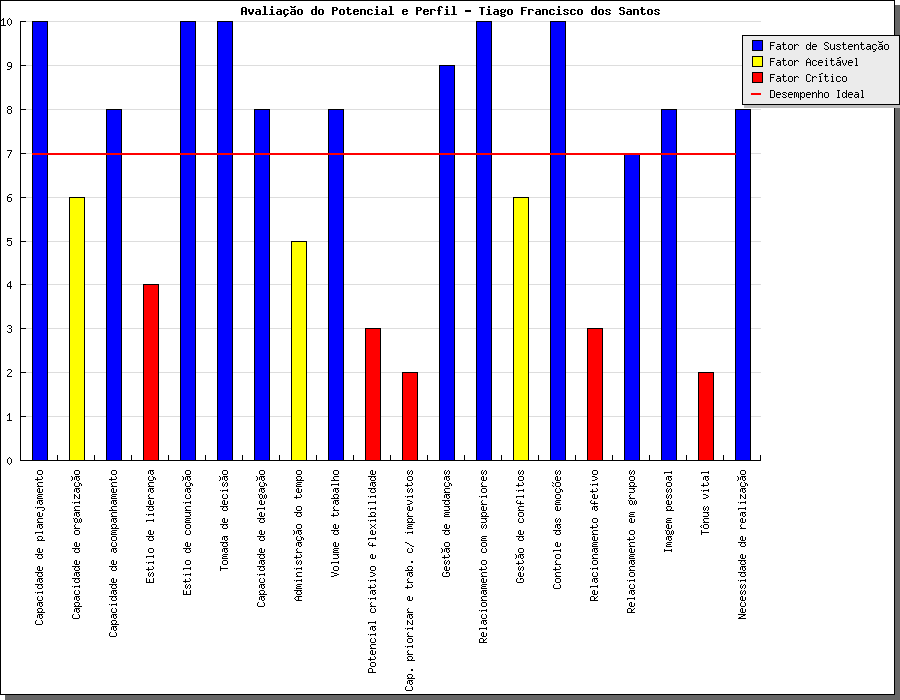 Avaliação do Potencial e Perfil - Tiago Francisco dos Santos
Fator de Sustentação
Fator Aceitável
Fator Crítico
Desempenho Ideal
10
9
8
7
6
5
4
3
2
1
0
Capacidade de planejamento
Capacidade de organização
Capacidade de acompanhamento
Estilo de liderança
Estilo de comunicação
Tomada de decisão
Capacidade de delegação
Administração do tempo
Volume de trabalho
Potencial criativo e flexibilidade
Cap. priorizar e trab. c/ imprevistos
Gestão de mudanças
Relacionamento com superiores
Gestão de conflitos
Controle das emoções
Relacionamento afetivo
Relacionamento em grupos
Imagem pessoal
Tônus vital
Necessidade de realização